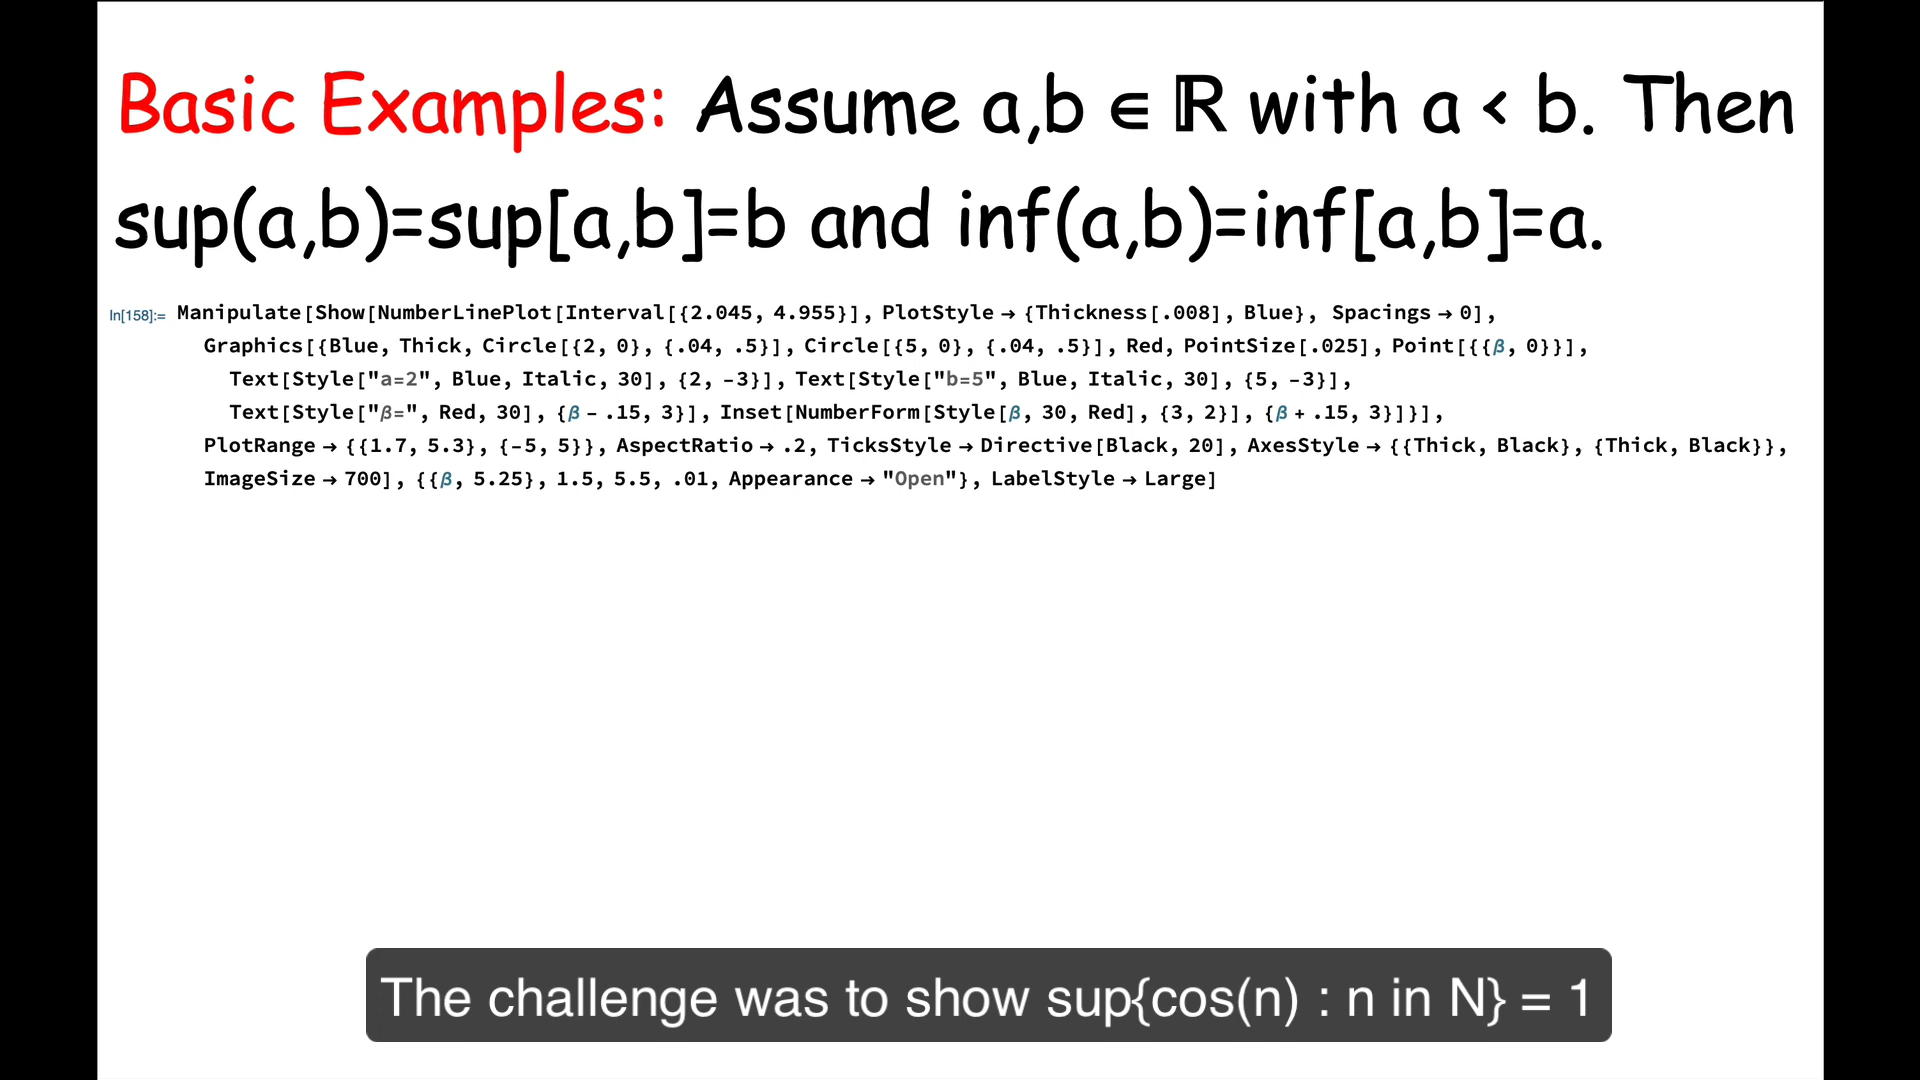 Basic Examples: Assume a,b ∈ ℝ with a < b. Then
sup(a,b)=sup[a,b]=b and inf(a,b)=inf[a,b]=a.
In[158]:= Manipulate[Show[NumberLinePlot[Interval[{2.045, 4.955}], PlotStyle → {Thickness[.008], Blue}, Spacings → 0],
Graphics[{Blue, Thick, Circle[{2, 0}, {.04, .5}], Circle[{5, 0}, {.04, .5}], Red, PointSize[.025], Point[{{β, 0}}],
Text[Style["a=2", Blue, Italic, 30], {2, -3}], Text[Style["b=5", Blue, Italic, 30], {5, -3}],
Text[Style["β=", Red, 30], {β - .15, 3}], Inset[NumberForm[Style[β, 30, Red], {3, 2}], {β + .15, 3}]}],
PlotRange → {{1.7, 5.3}, {-5, 5}}, AspectRatio → .2, TicksStyle → Directive[Black, 20], AxesStyle → {{Thick, Black}, {Thick, Black}},
ImageSize → 700], {{β, 5.25}, 1.5, 5.5, .01, Appearance → "Open"}, LabelStyle → Large]
The challenge was to show sup{cos(n) : n in N} = 1